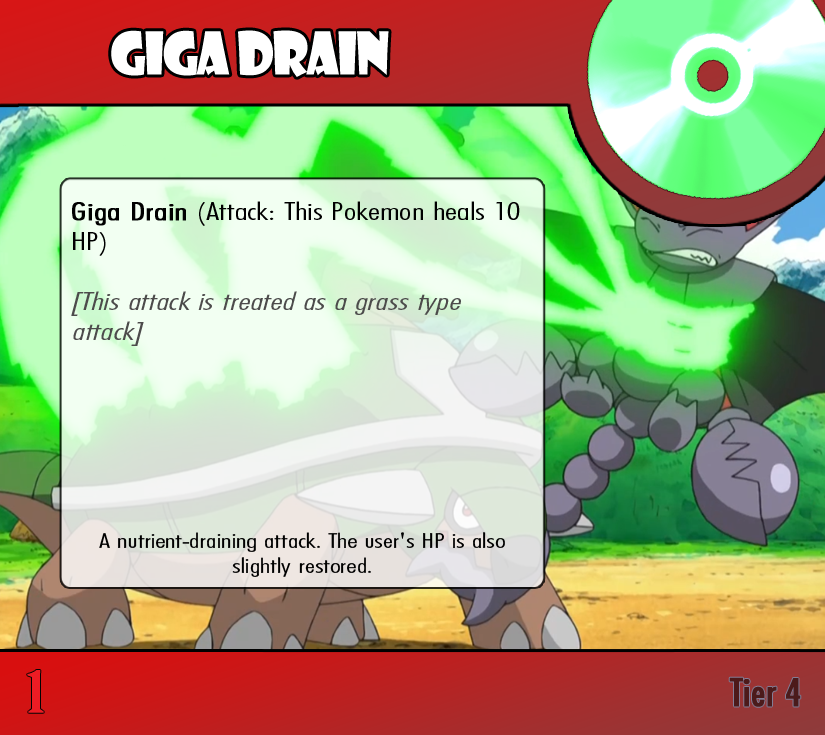 GIGA DRAIN
Giga Drain (Attack: This Pokemon heals 10
HP)
[This attack is treated as a grass type
attack]
A nutrient-draining attack. The user's HP is also
slightly restored.
1
Tier 4